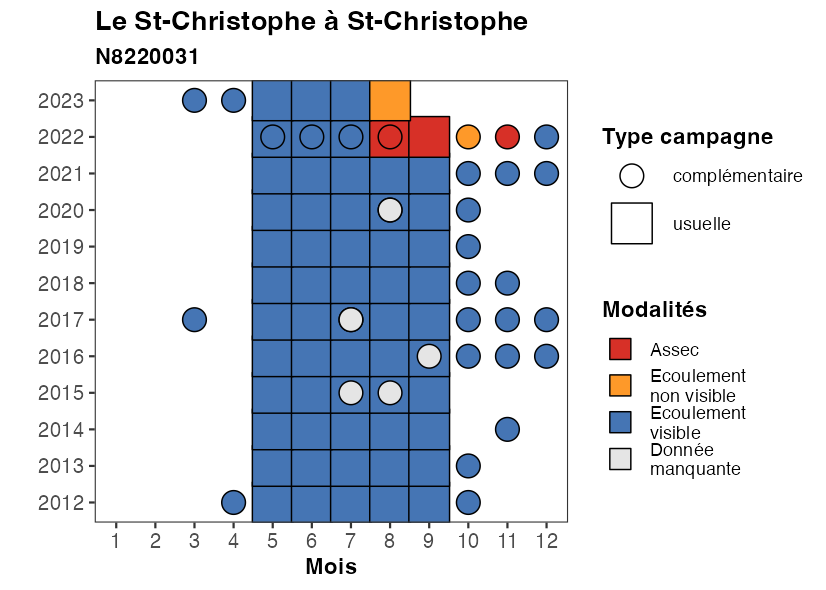 Le St-Christophe à St-Christophe
N8220031
2023
2022
2021
2020
2019
2018
2017
2016
2015
2014
2013
2012
1 2 3 4 5 6 7 8 9 10 11 12
Mois
Type campagne
complémentaire
usuelle
Modalités
Assec
Ecoulement
non visible
Ecoulement
visible
Donnée
manquante